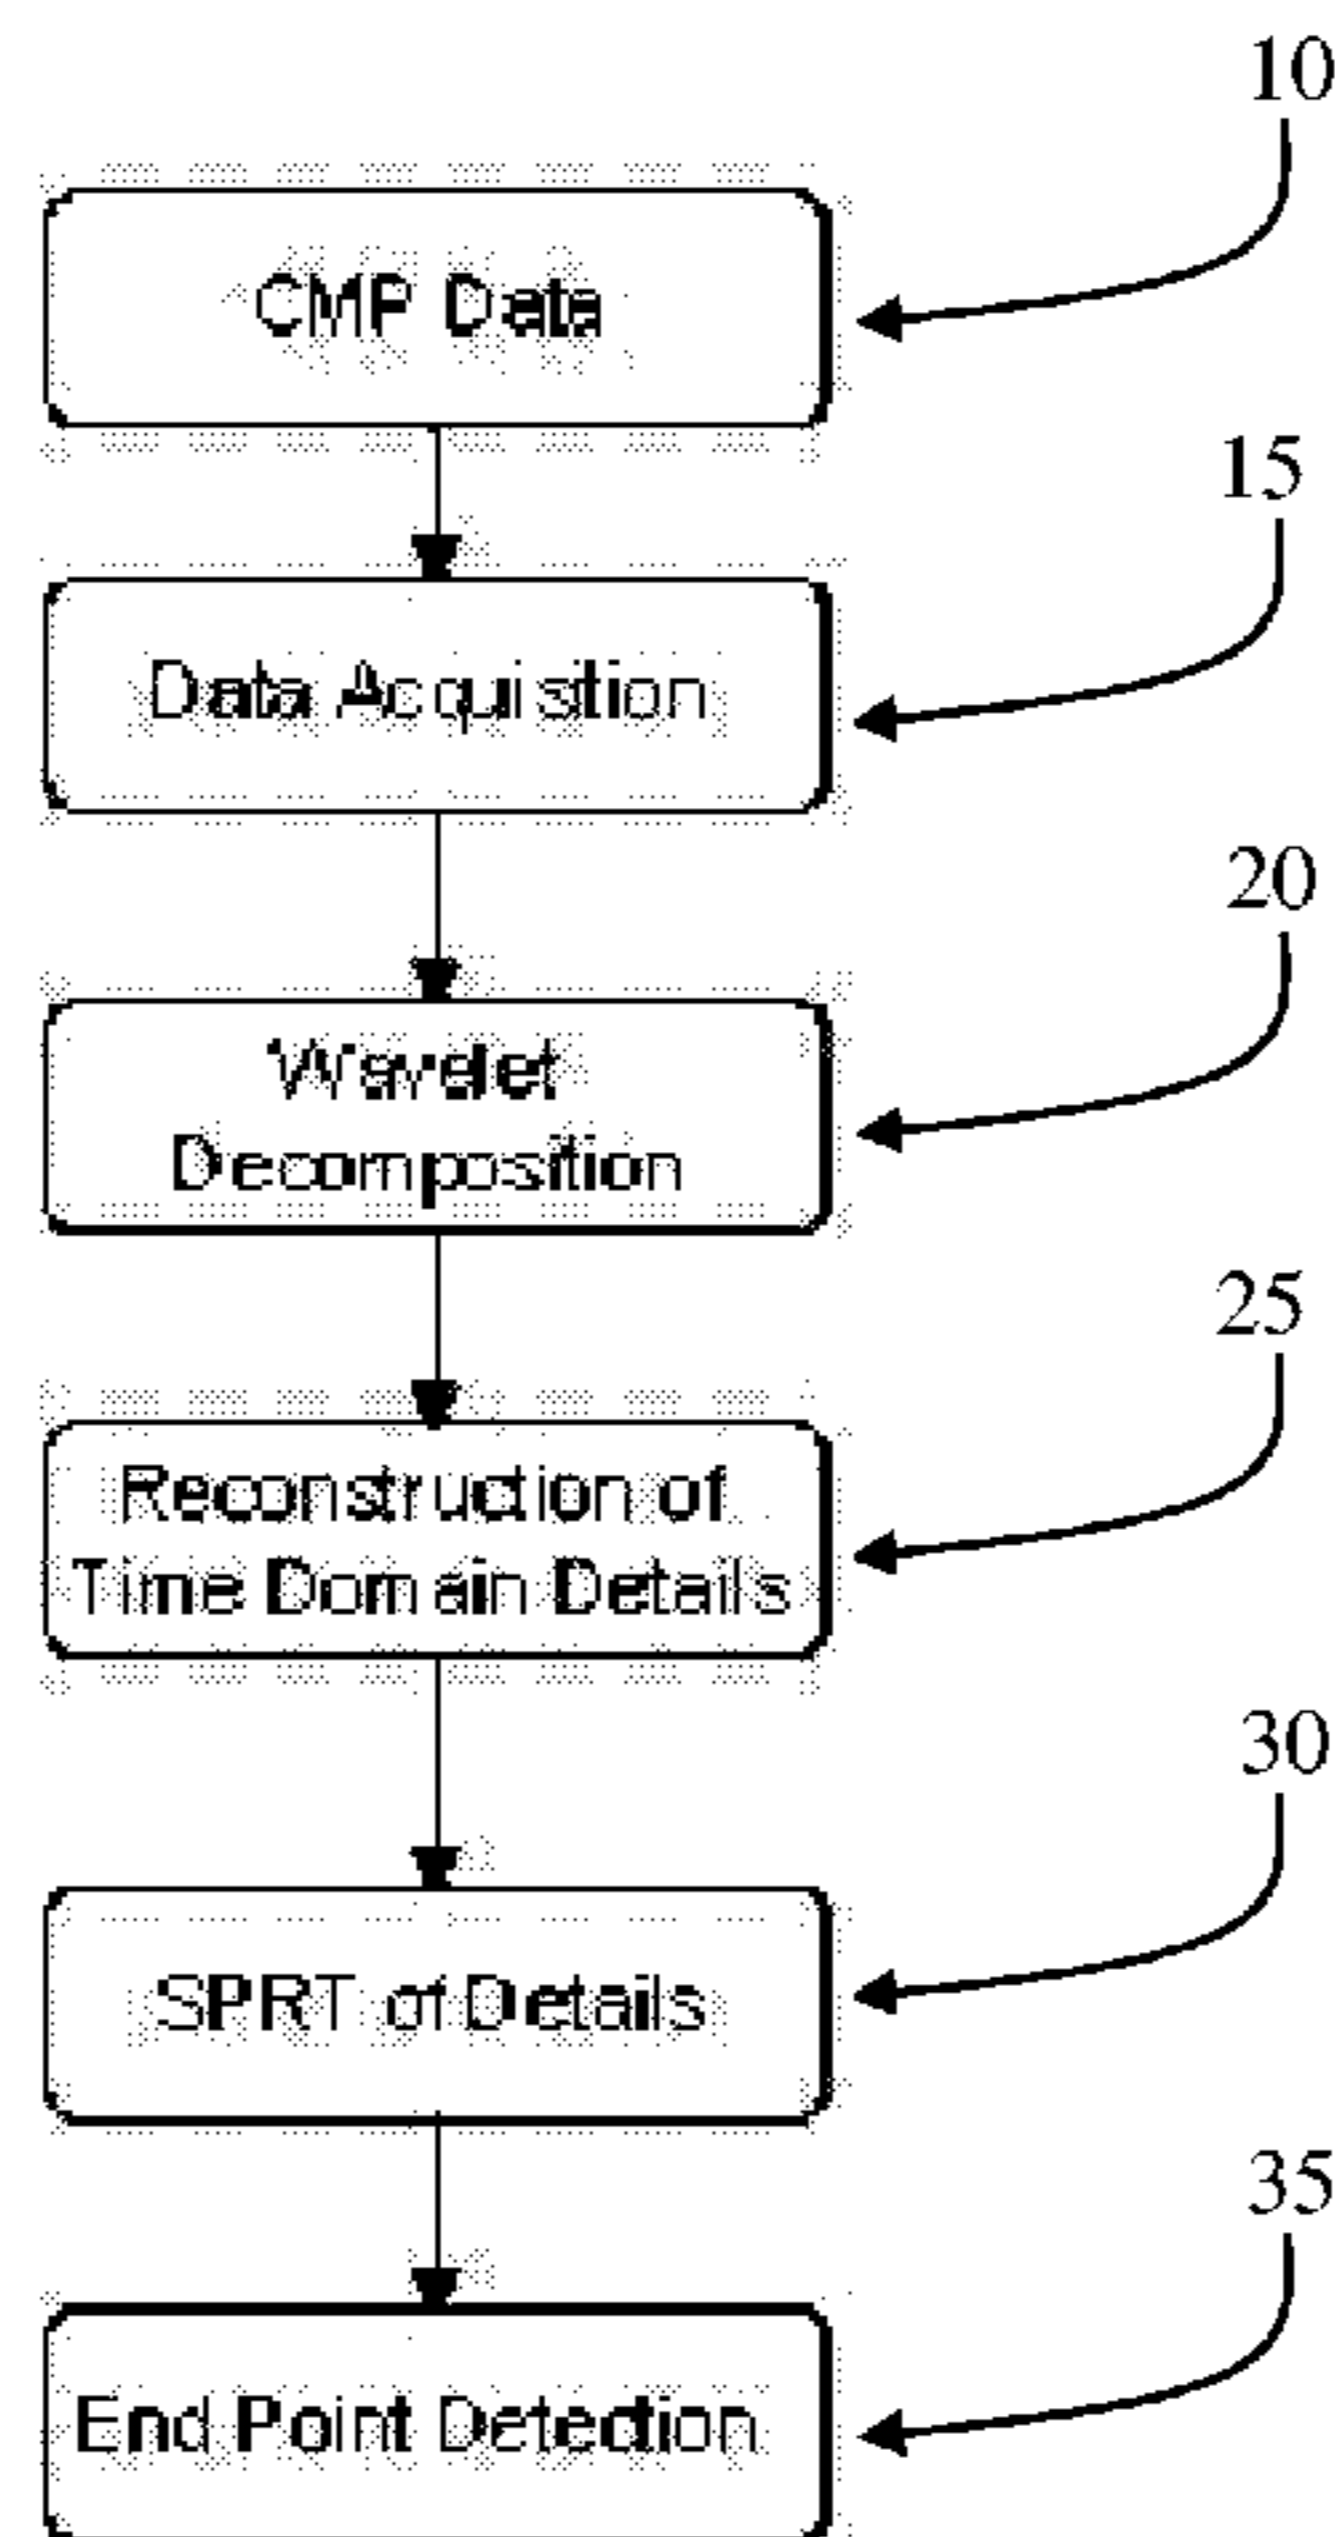 10
CMP Data
15
Data Acquistion
20
Wavelet
Decomposition
25
Reconstruction of
Time Domain Details
30
SPRT of Details
35
End Point Detection